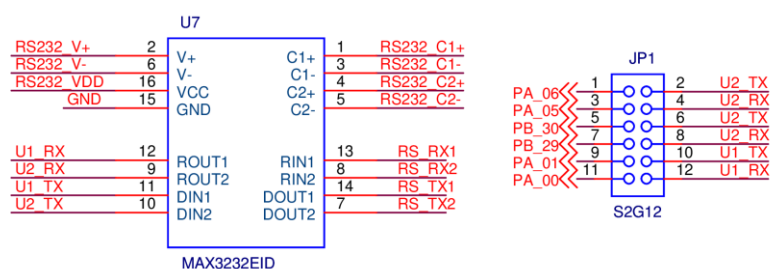 U7
RS232_V+ 2 V+ C1+ 1 RS232_C1+
RS232_V- 6 V- C1- 3 RS232_C1-
RS232_VDD 16 VCC C2+ 4 RS232_C2+
GND 15 GND C2- 5 RS232_C2-
U1_RX 12 ROUT1 RIN1 13 RS_RX1
U2_RX 9 ROUT2 RIN2 8 RS_RX2
U1_TX 11 DIN1 DOUT1 14 RS_TX1
U2_TX 10 DIN2 DOUT2 7 RS_TX2
MAX3232EID
JP1
PA_06 1 2 U2_TX
PA_05 3 4 U2_RX
PB_30 5 6 U2_TX
PB_29 7 8 U2_RX
PA_01 9 10 U1_TX
PA_00 11 12 U1_RX
S2G12